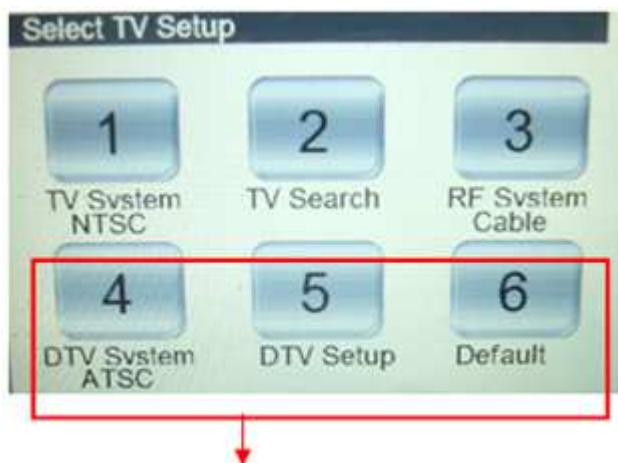 Select TV Setup
1 2 3
TV System TV Search RF System
NTSC Cable
4 5 6
DTV System DTV Setup Default
ATSC